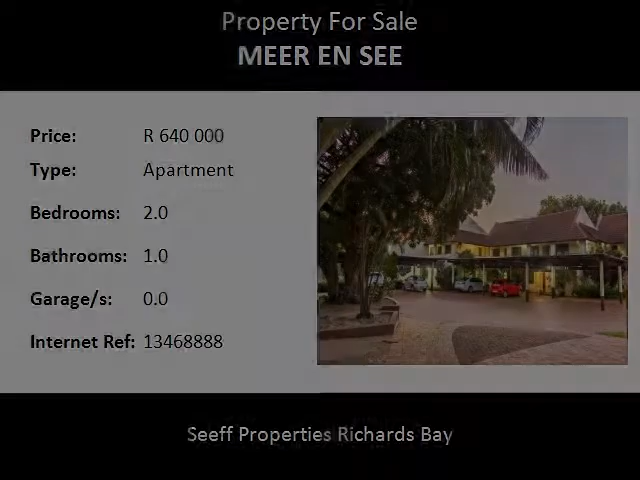 Property For Sale
MEER EN SEE
Price: R 640 000
Type: Apartment
Bedrooms: 2.0
Bathrooms: 1.0
Garage/s: 0.0
Internet Ref: 13468888
Seeff Properties Richards Bay